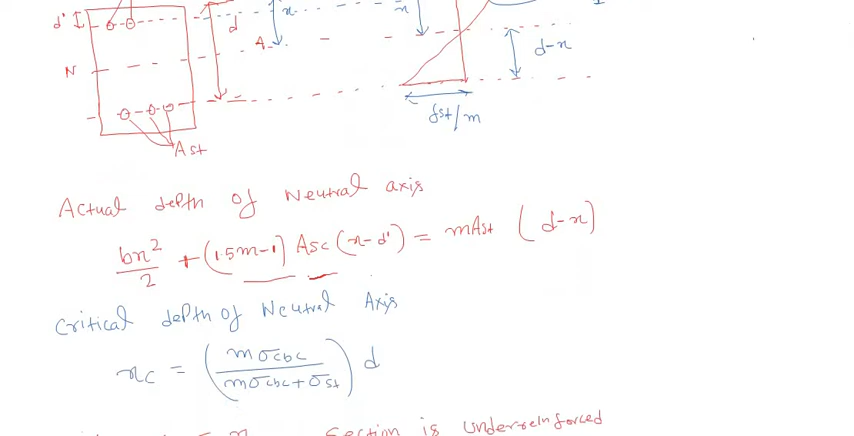 d'
x
x
d
A
N
d-x
fst/m
Ast
Actual depth of Neutral axis
bx²/2 + (1.5m-1) Asc (x-d') = mAst (d-x)
Critical depth of Neutral Axis
xc = (mσcbc / mσcbc + σst) d
= x Section is underreinforced